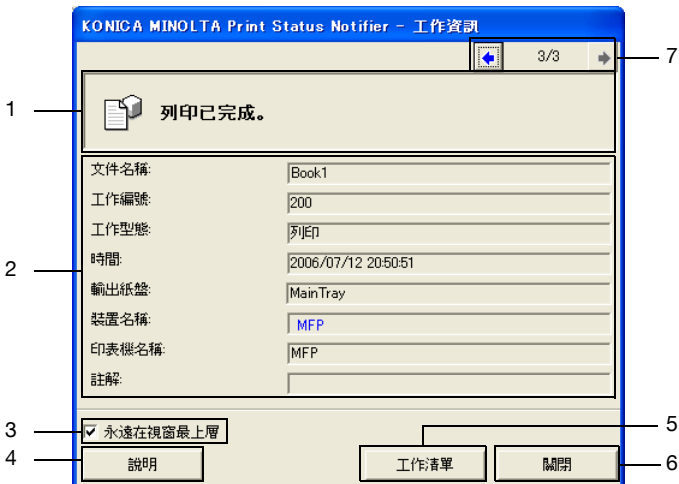 KONICA MINOLTA Print Status Notifier - 工作資訊
3/3
7
1
列印已完成。
2
文件名稱: Book1
工作編號: 200
工作型態: 列印
時間: 2006/07/12 20:50:51
輸出紙盤: MainTray
裝置名稱: MFP
印表機名稱: MFP
註解:
3
永遠在視窗最上層
5
4
說明
工作清單
關閉
6